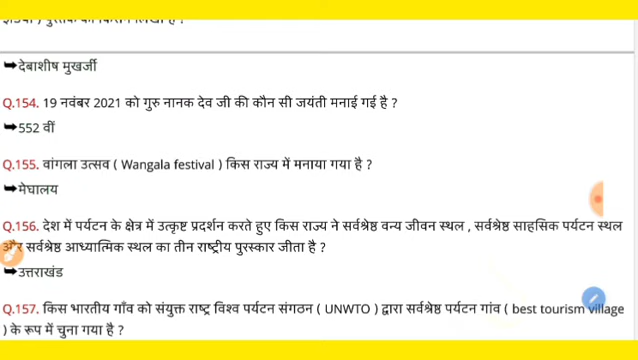 ➥देबाशीष मुखर्जी
Q.154. 19 नवंबर 2021 को गुरु नानक देव जी की कौन सी जयंती मनाई गई है ?
➥552 वीं
Q.155. वांगला उत्सव ( Wangala festival ) किस राज्य में मनाया गया है ?
➥मेघालय
Q.156. देश में पर्यटन के क्षेत्र में उत्कृष्ट प्रदर्शन करते हुए किस राज्य ने सर्वश्रेष्ठ वन्य जीवन स्थल , सर्वश्रेष्ठ साहसिक पर्यटन स्थल
और सर्वश्रेष्ठ आध्यात्मिक स्थल का तीन राष्ट्रीय पुरस्कार जीता है ?
➥उत्तराखंड
Q.157. किस भारतीय गाँव को संयुक्त राष्ट्र विश्व पर्यटन संगठन ( UNWTO ) द्वारा सर्वश्रेष्ठ पर्यटन गांव ( best tourism village
) के रूप में चुना गया है ?